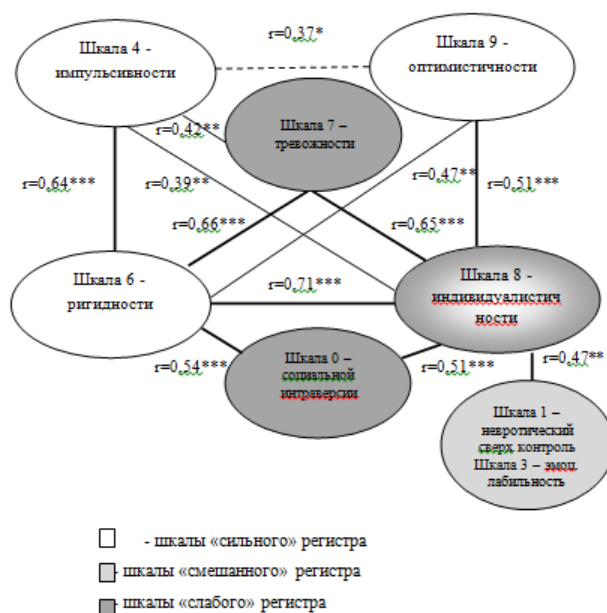 r=0,37*
Шкала 4 -
импульсивности
Шкала 9 -
оптимистичности
Шкала 7 –
тревожности
r=0,42**
r=0,64***
r=0,39**
r=0,47**
r=0,51***
r=0,66***
r=0,65***
Шкала 6 -
ригидности
r=0,71***
Шкала 8 -
индивидуалистич
ности
r=0,54***
Шкала 0 –
социальной
интраверсии
r=0,51***
r=0,47**
Шкала 1 –
невротический
сверх. контроль
Шкала 3 – эмоц.
лабильность
- шкалы «сильного» регистра
- шкалы «смешанного» регистра
- шкалы «слабого» регистра